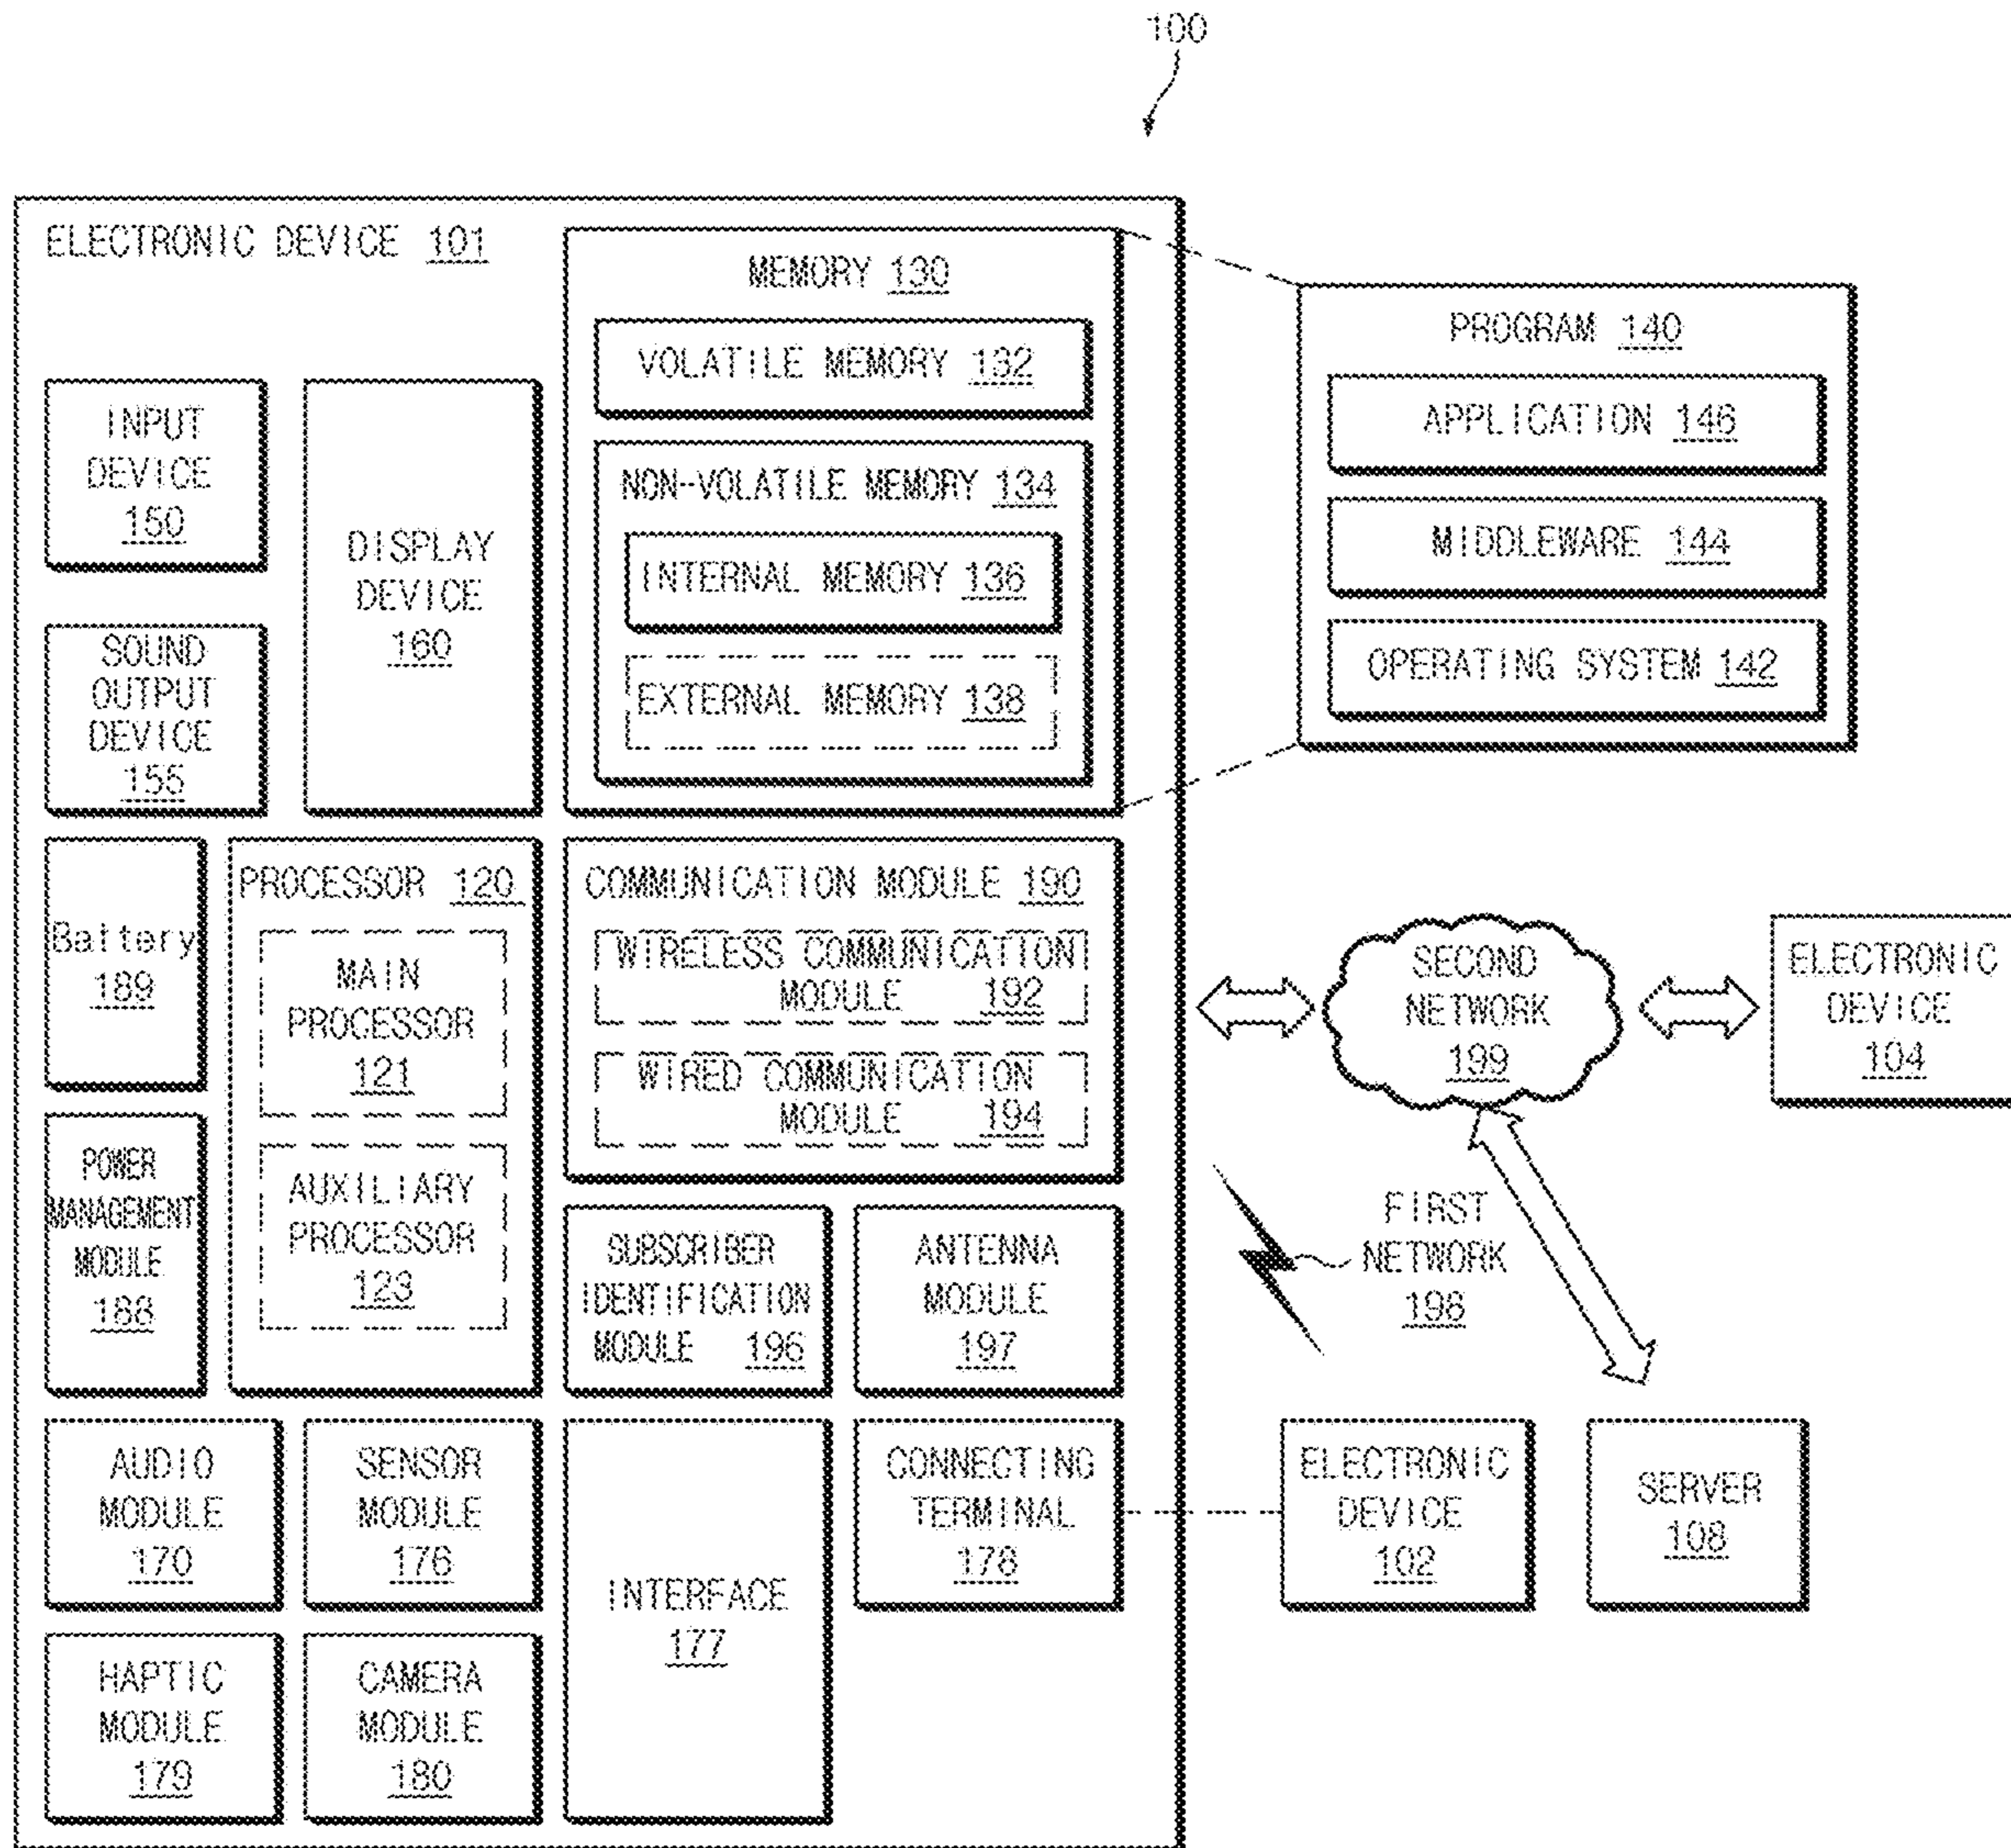 100
ELECTRONIC DEVICE 101
MEMORY 130
VOLATILE MEMORY 132
NON-VOLATILE MEMORY 134
INTERNAL MEMORY 136
EXTERNAL MEMORY 138
PROGRAM 140
APPLICATION 146
MIDDLEWARE 144
OPERATING SYSTEM 142
INPUT
DEVICE
150
SOUND
OUTPUT
DEVICE
155
DISPLAY
DEVICE
160
Battery
189
POWER
MANAGEMENT
MODULE
188
PROCESSOR 120
MAIN
PROCESSOR
121
AUXILIARY
PROCESSOR
123
COMMUNICATION MODULE 190
WIRELESS COMMUNICATION
MODULE 192
WIRED COMMUNICATION
MODULE 194
SUBSCRIBER
IDENTIFICATION
MODULE 196
ANTENNA
MODULE
197
SECOND
NETWORK
199
ELECTRONIC
DEVICE
104
FIRST
NETWORK
198
AUDIO
MODULE
170
SENSOR
MODULE
176
INTERFACE
177
CONNECTING
TERMINAL
178
ELECTRONIC
DEVICE
102
SERVER
108
HAPTIC
MODULE
179
CAMERA
MODULE
180